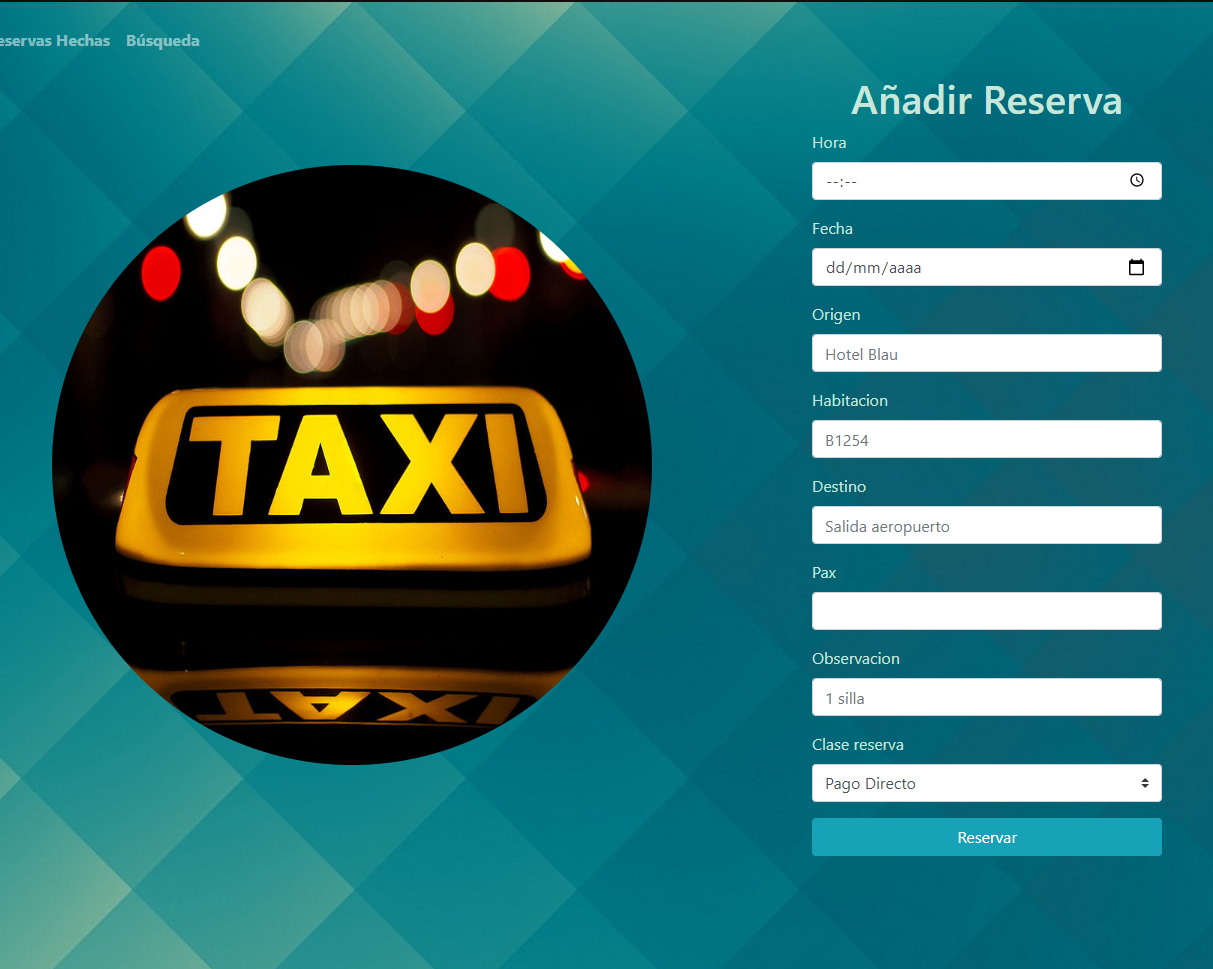 eservas Hechas Búsqueda
Añadir Reserva
Hora
--:--
Fecha
dd/mm/aaaa
Origen
Hotel Blau
Habitacion
B1254
Destino
Salida aeropuerto
Pax
Observacion
1 silla
Clase reserva
Pago Directo
Reservar
TAXI